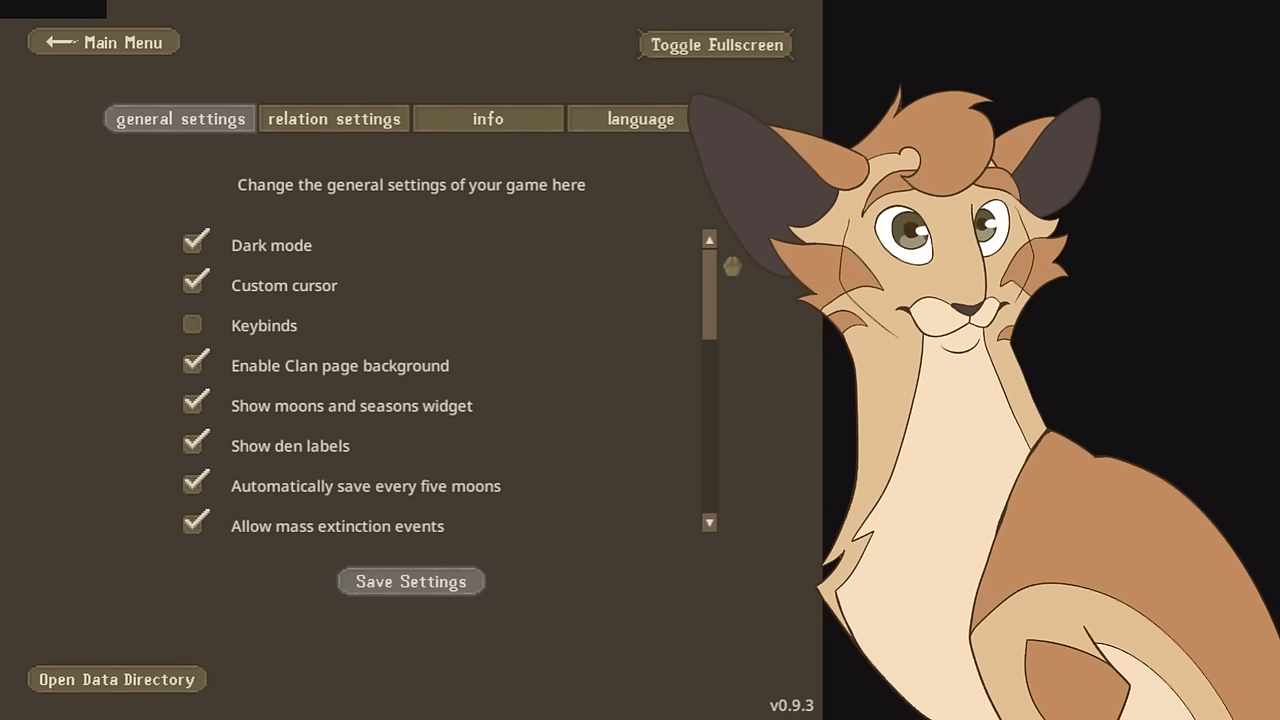 Main Menu
Toggle Fullscreen
general settings
relation settings
info
language
Change the general settings of your game here
Dark mode
Custom cursor
Keybinds
Enable Clan page background
Show moons and seasons widget
Show den labels
Automatically save every five moons
Allow mass extinction events
Save Settings
Open Data Directory
v0.9.3